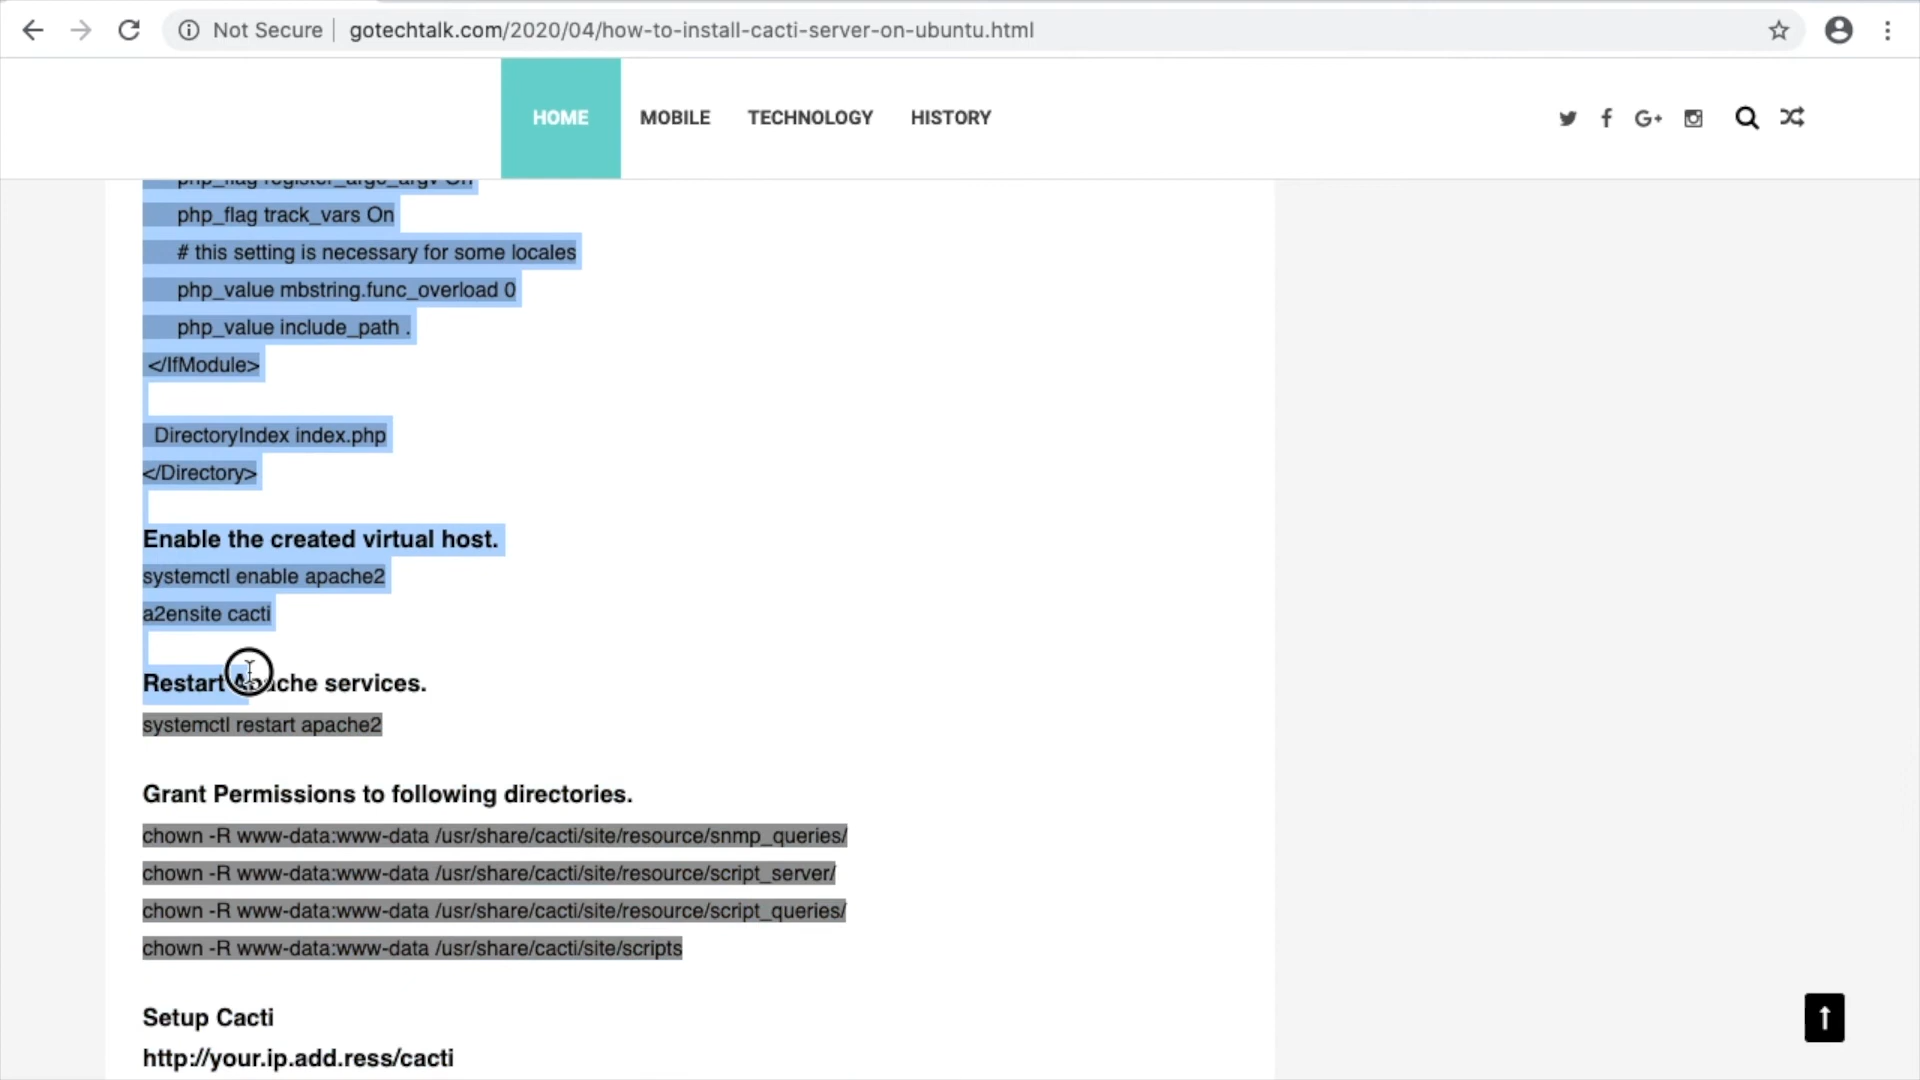 Not Secure | gotechtalk.com/2020/04/how-to-install-cacti-server-on-ubuntu.html
HOME MOBILE TECHNOLOGY HISTORY
php_flag register_argc_argv On
php_flag track_vars On
# this setting is necessary for some locales
php_value mbstring.func_overload 0
php_value include_path .
</IfModule>
DirectoryIndex index.php
</Directory>
Enable the created virtual host.
systemctl enable apache2
a2ensite cacti
Restart Apache services.
systemctl restart apache2
Grant Permissions to following directories.
chown -R www-data:www-data /usr/share/cacti/site/resource/snmp_queries/
chown -R www-data:www-data /usr/share/cacti/site/resource/script_server/
chown -R www-data:www-data /usr/share/cacti/site/resource/script_queries/
chown -R www-data:www-data /usr/share/cacti/site/scripts
Setup Cacti
http://your.ip.add.ress/cacti